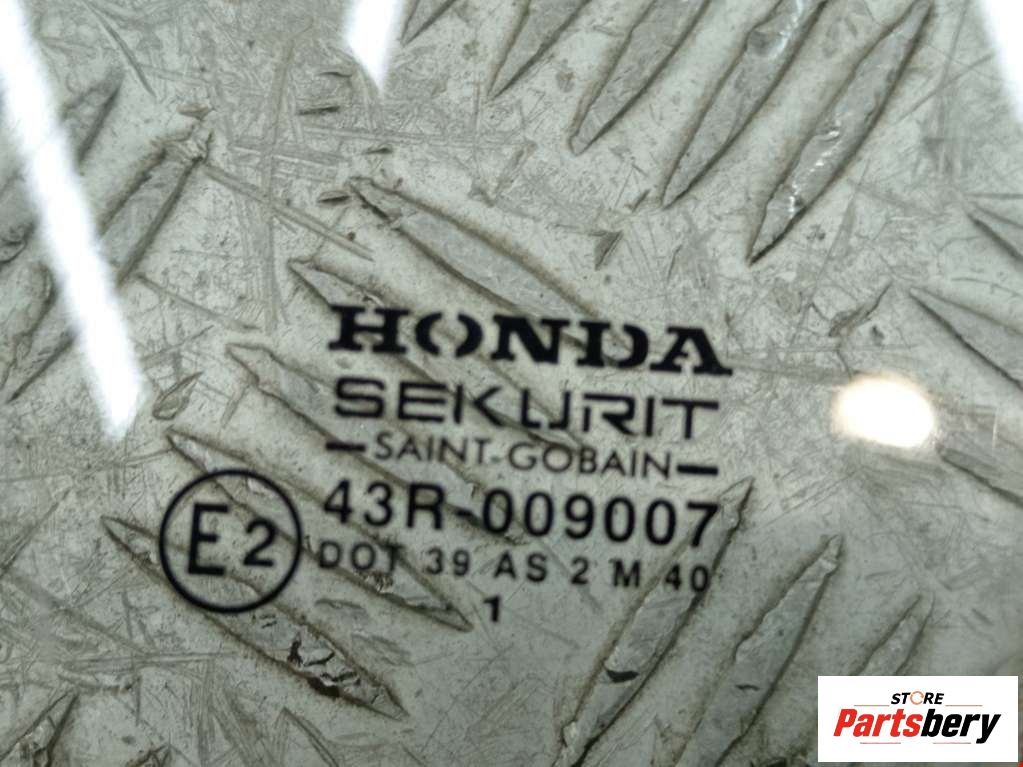 HONDA
SEKURIT
SAINT-GOBAIN
E2
43R-009007
DOT 39 AS 2 M 40
1
STORE
Partsbery